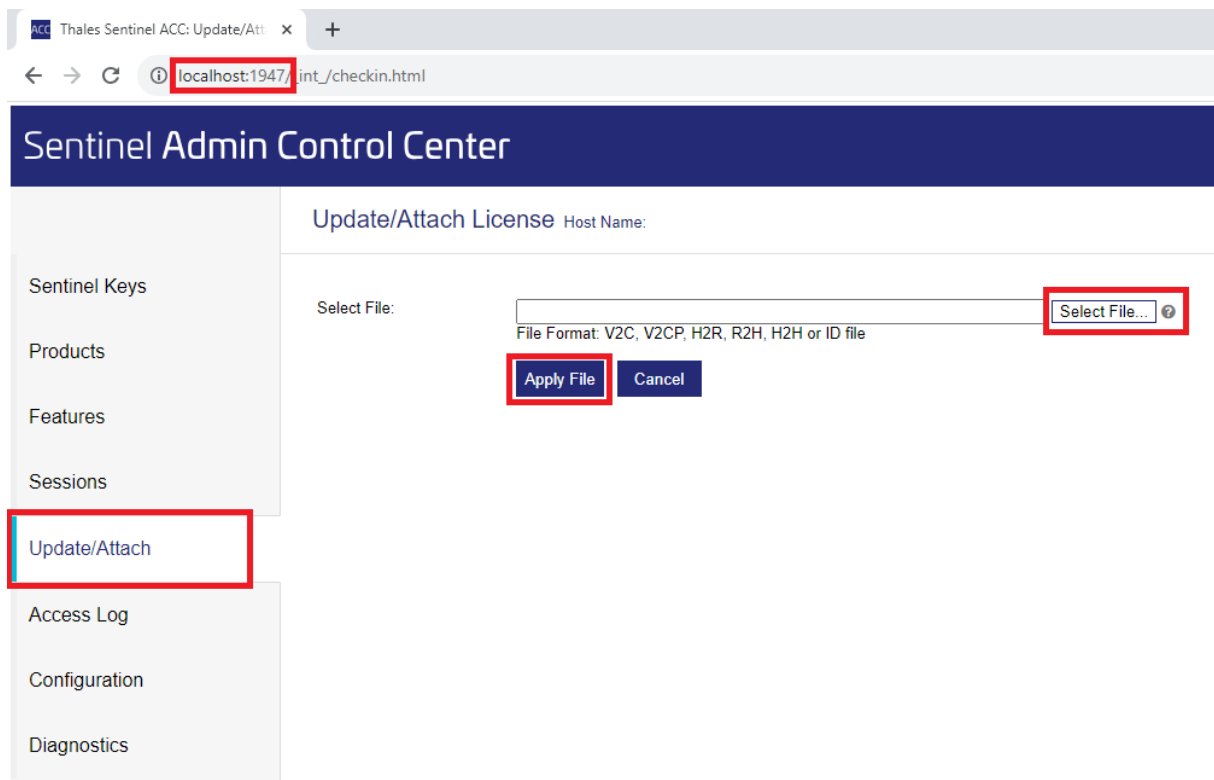 ACC Thales Sentinel ACC: Update/Att
localhost:1947/_int_/checkin.html
Sentinel Admin Control Center
Update/Attach License Host Name:
Sentinel Keys
Products
Features
Sessions
Update/Attach
Access Log
Configuration
Diagnostics
Select File:
Select File...
File Format: V2C, V2CP, H2R, R2H, H2H or ID file
Apply File Cancel